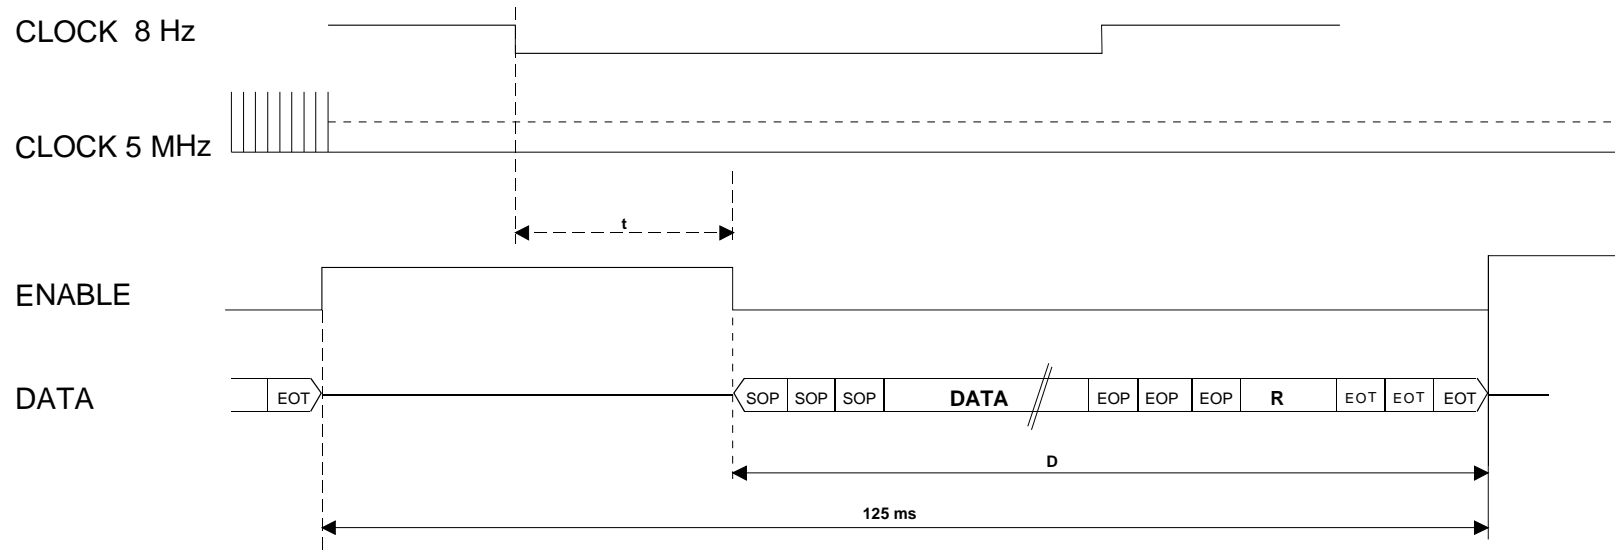 CLOCK 8 Hz
CLOCK 5 MHz
t
ENABLE
DATA EOT SOP SOP SOP DATA EOP EOP EOP R EOT EOT EOT
D
125 ms